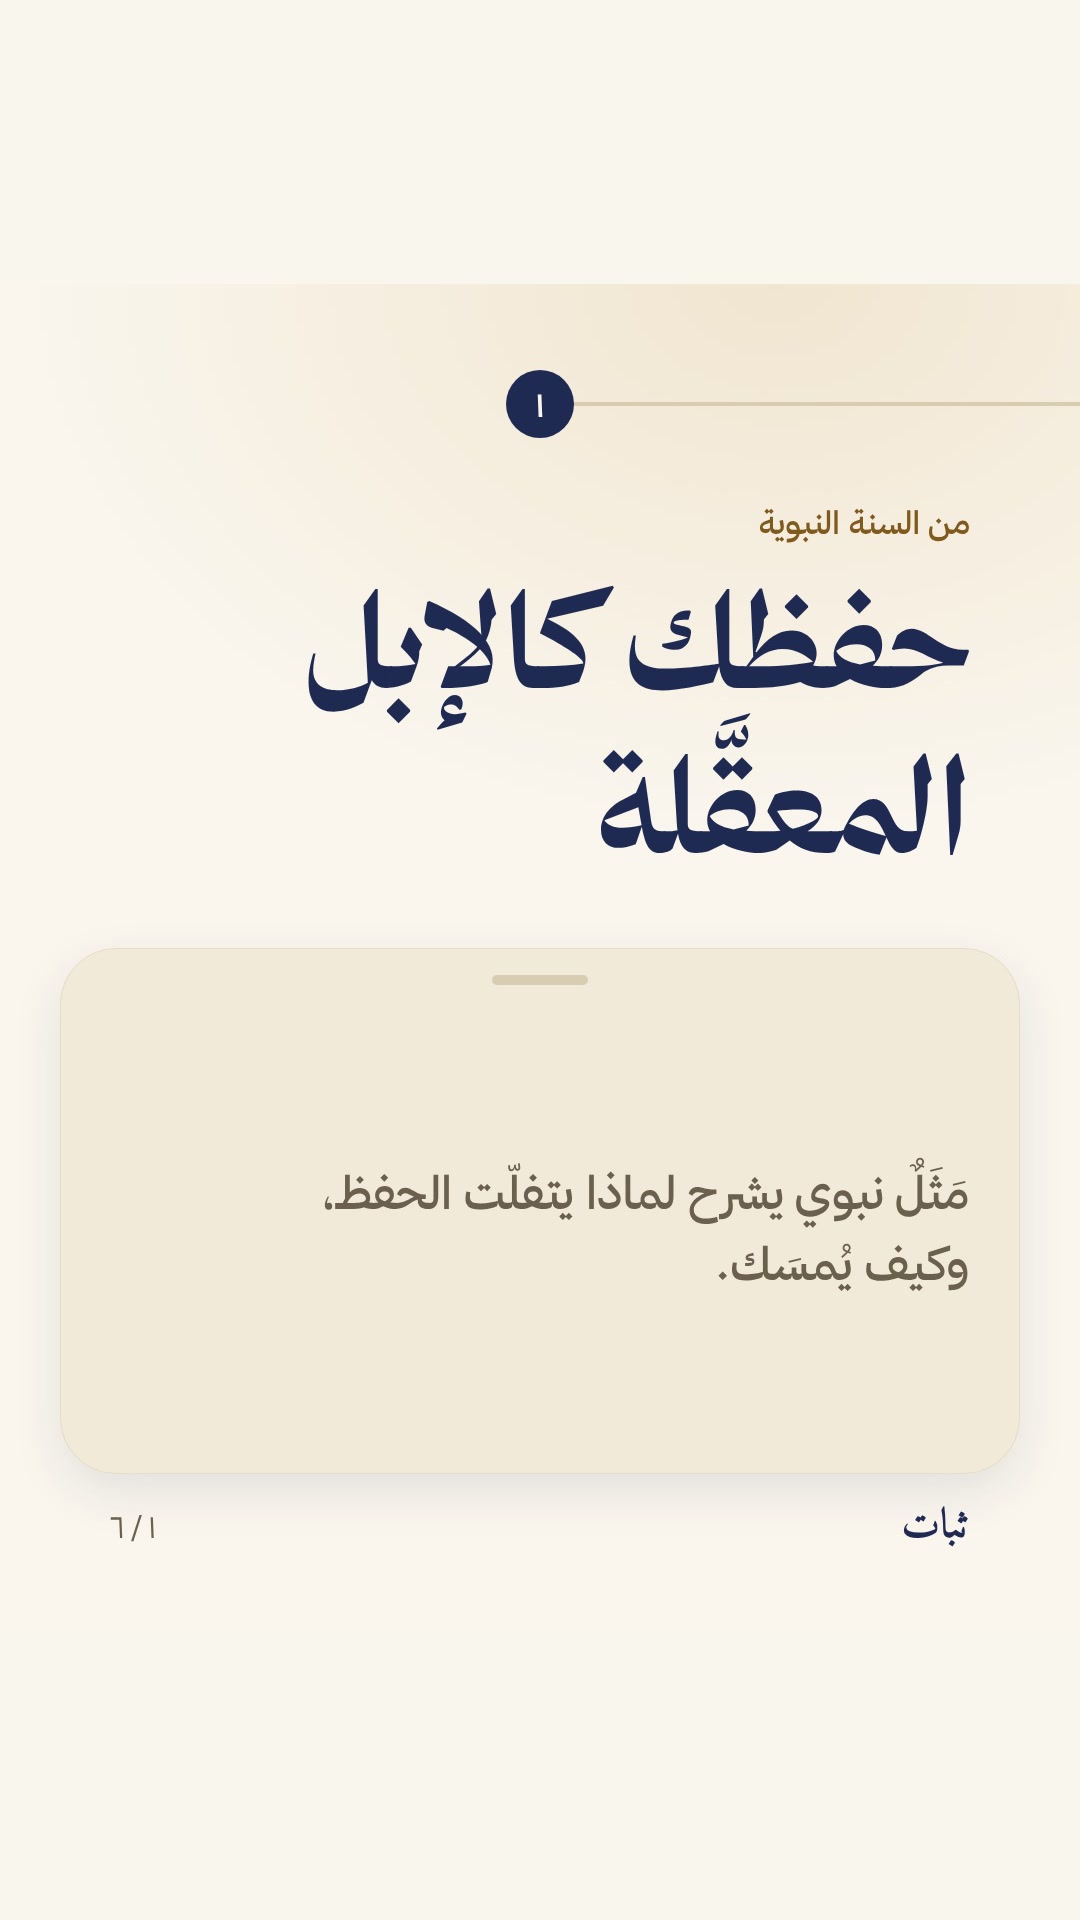 ١
من السنة النبوية
حفظك كالإبل
المعقَّلة
مَثَلٌ نبوي يشرح لماذا يتفلّت الحفظ،
وكيف يُمسَك.
ثبات
١ / ٦